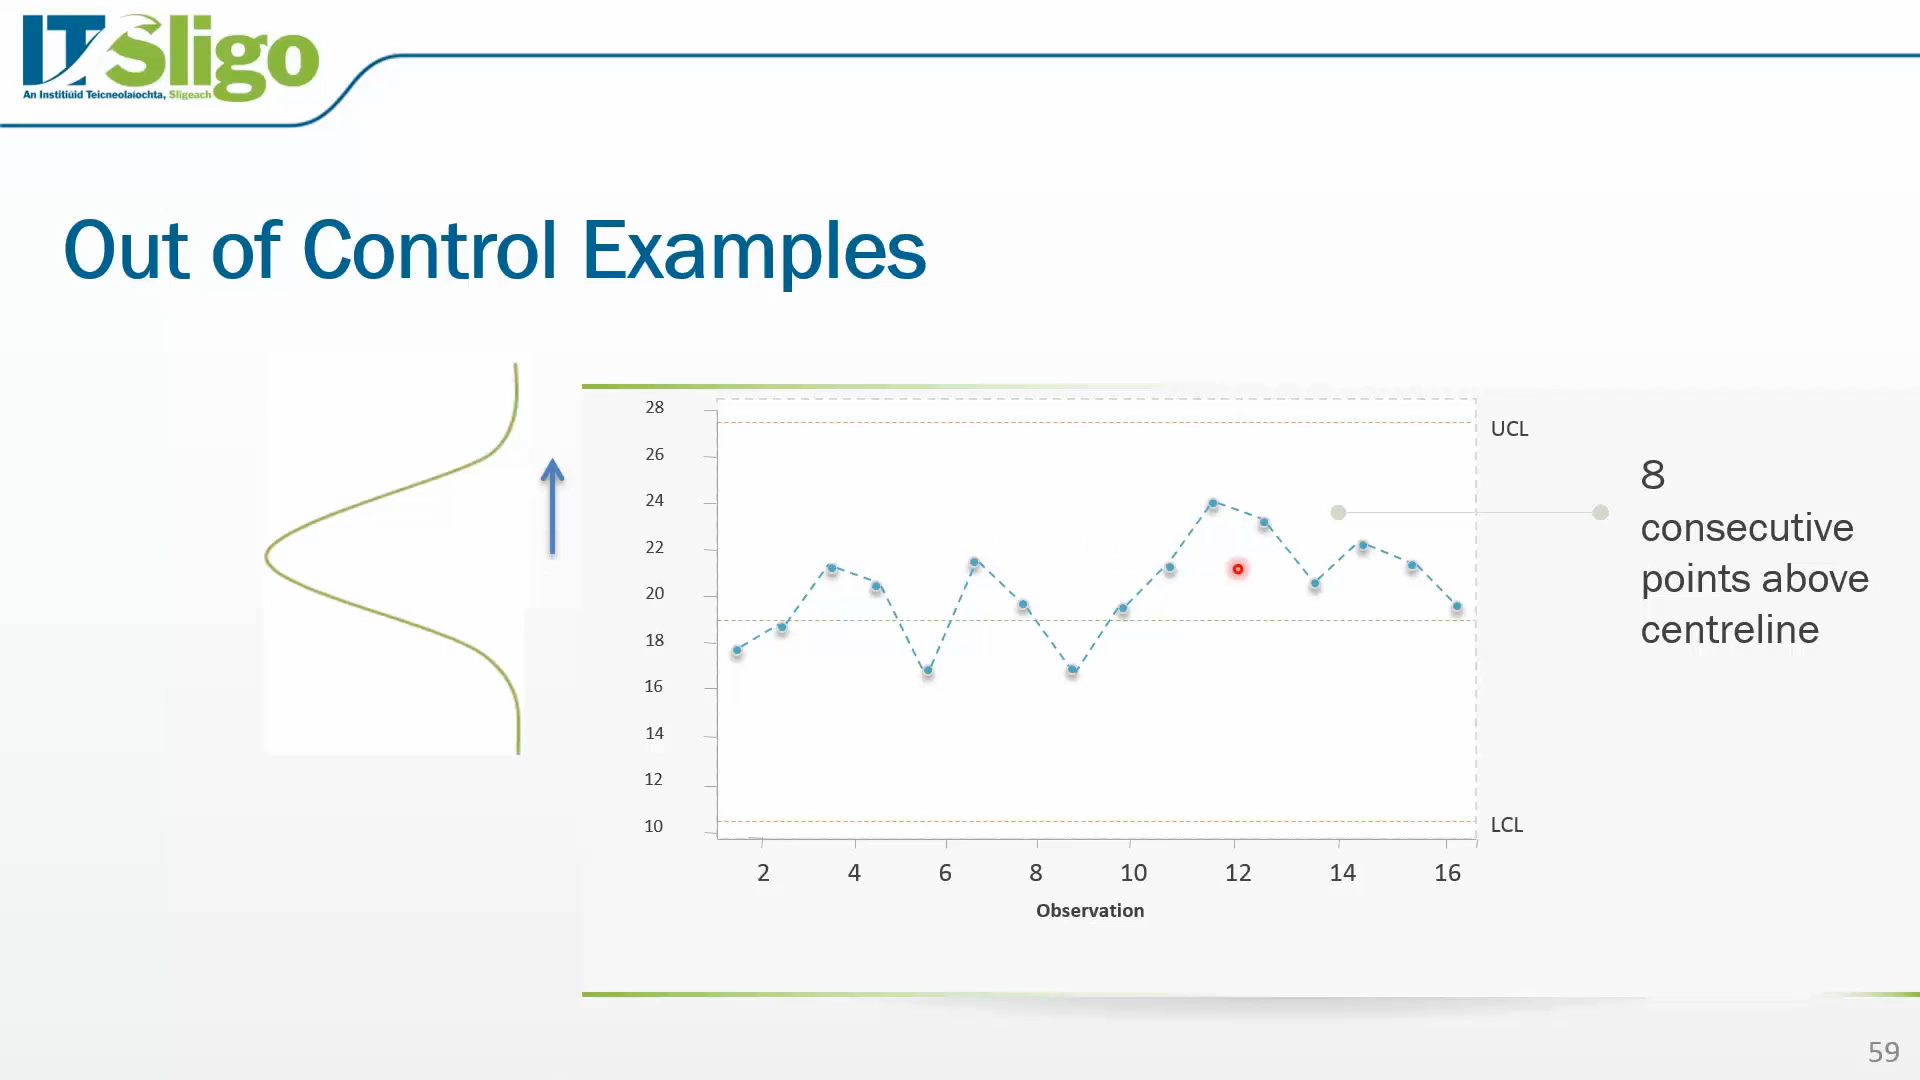 ITSligo
An Institiúid Teicneolaíochta, Sligeach
Out of Control Examples
28
26
24
22
20
18
16
14
12
10
UCL
LCL
2 4 6 8 10 12 14 16
Observation
8
consecutive
points above
centreline
59